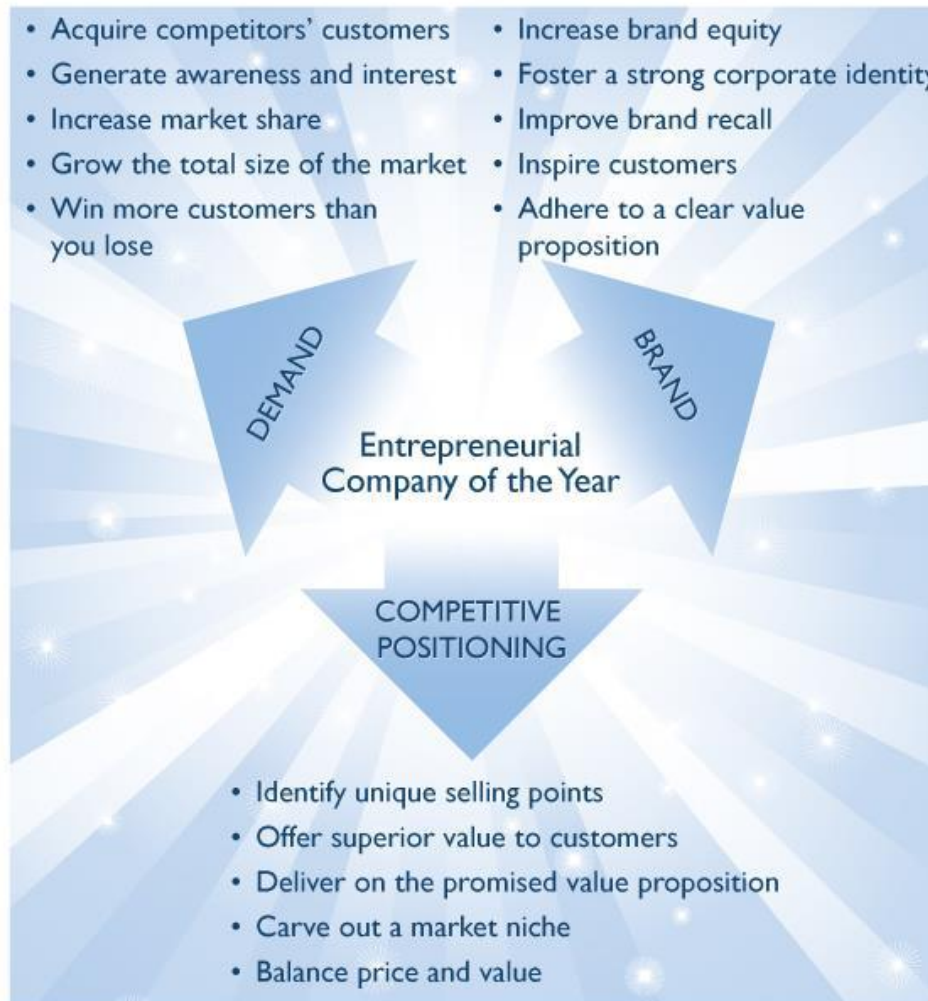 • Acquire competitors’ customers
• Generate awareness and interest
• Increase market share
• Grow the total size of the market
• Win more customers than
you lose
• Increase brand equity
• Foster a strong corporate identity
• Improve brand recall
• Inspire customers
• Adhere to a clear value
proposition
DEMAND
BRAND
Entrepreneurial
Company of the Year
COMPETITIVE
POSITIONING
• Identify unique selling points
• Offer superior value to customers
• Deliver on the promised value proposition
• Carve out a market niche
• Balance price and value